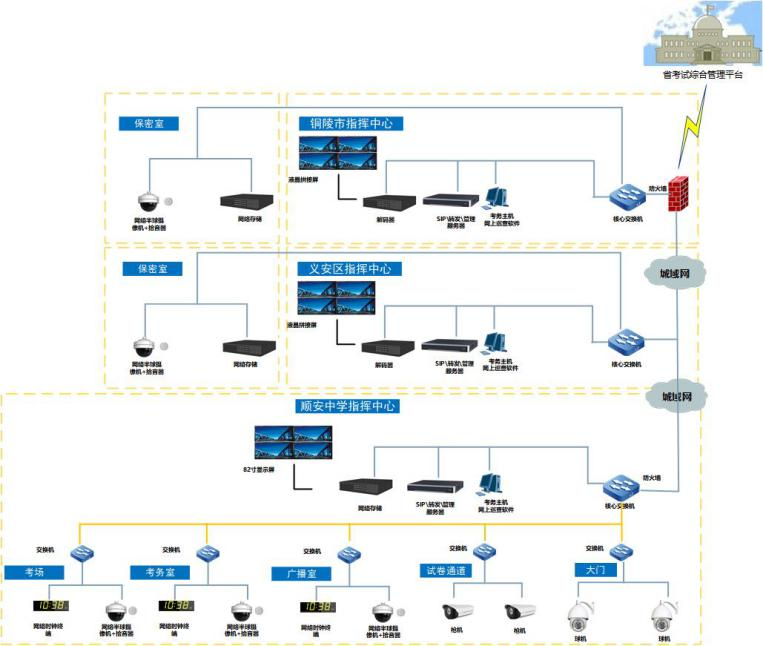 省考试综合管理平台
保密室
铜陵市指挥中心
液晶拼接屏
防火墙
网络半球摄
像机+拾音器
网络存储
解码器
SIP\转发\管理
服务器
考务主机
网上巡查软件
核心交换机
保密室
义安区指挥中心
城域网
液晶拼接屏
网络半球摄
像机+拾音器
网络存储
解码器
SIP\转发\管理
服务器
考务主机
网上巡查软件
核心交换机
城域网
顺安中学指挥中心
82寸显示屏
防火墙
网络存储
SIP\转发\管理
服务器
考务主机
网上巡查软件
核心交换机
交换机
交换机
交换机
交换机
交换机
考场
考务室
广播室
试卷通道
大门
10:38
10:38
10:38
网络时钟终
端
网络半球摄
像机+拾音器
网络时钟终
端
网络半球摄
像机+拾音器
网络时钟终
端
网络半球摄
像机+拾音器
枪机
枪机
球机
球机